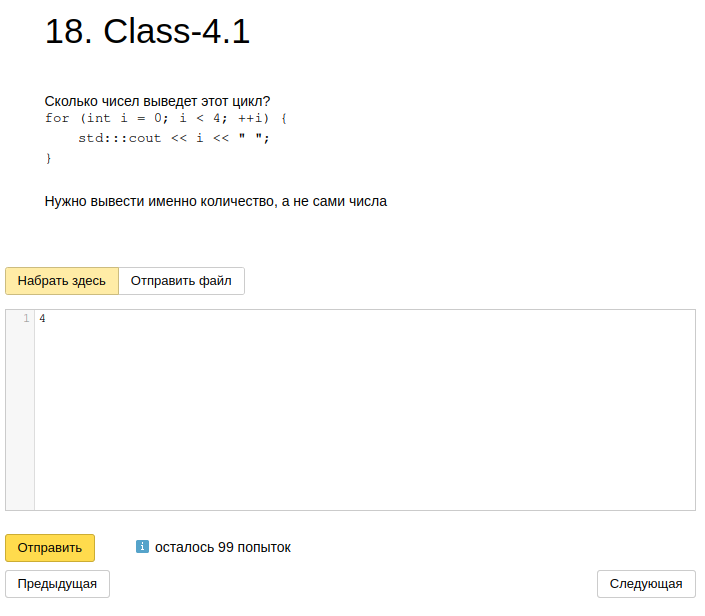 18. Class-4.1
Сколько чисел выведет этот цикл?
for (int i = 0; i < 4; ++i) {
    std:::cout << i << " ";
}
Нужно вывести именно количество, а не сами числа
Набрать здесь Отправить файл
1 4
Отправить i осталось 99 попыток
Предыдущая Следующая